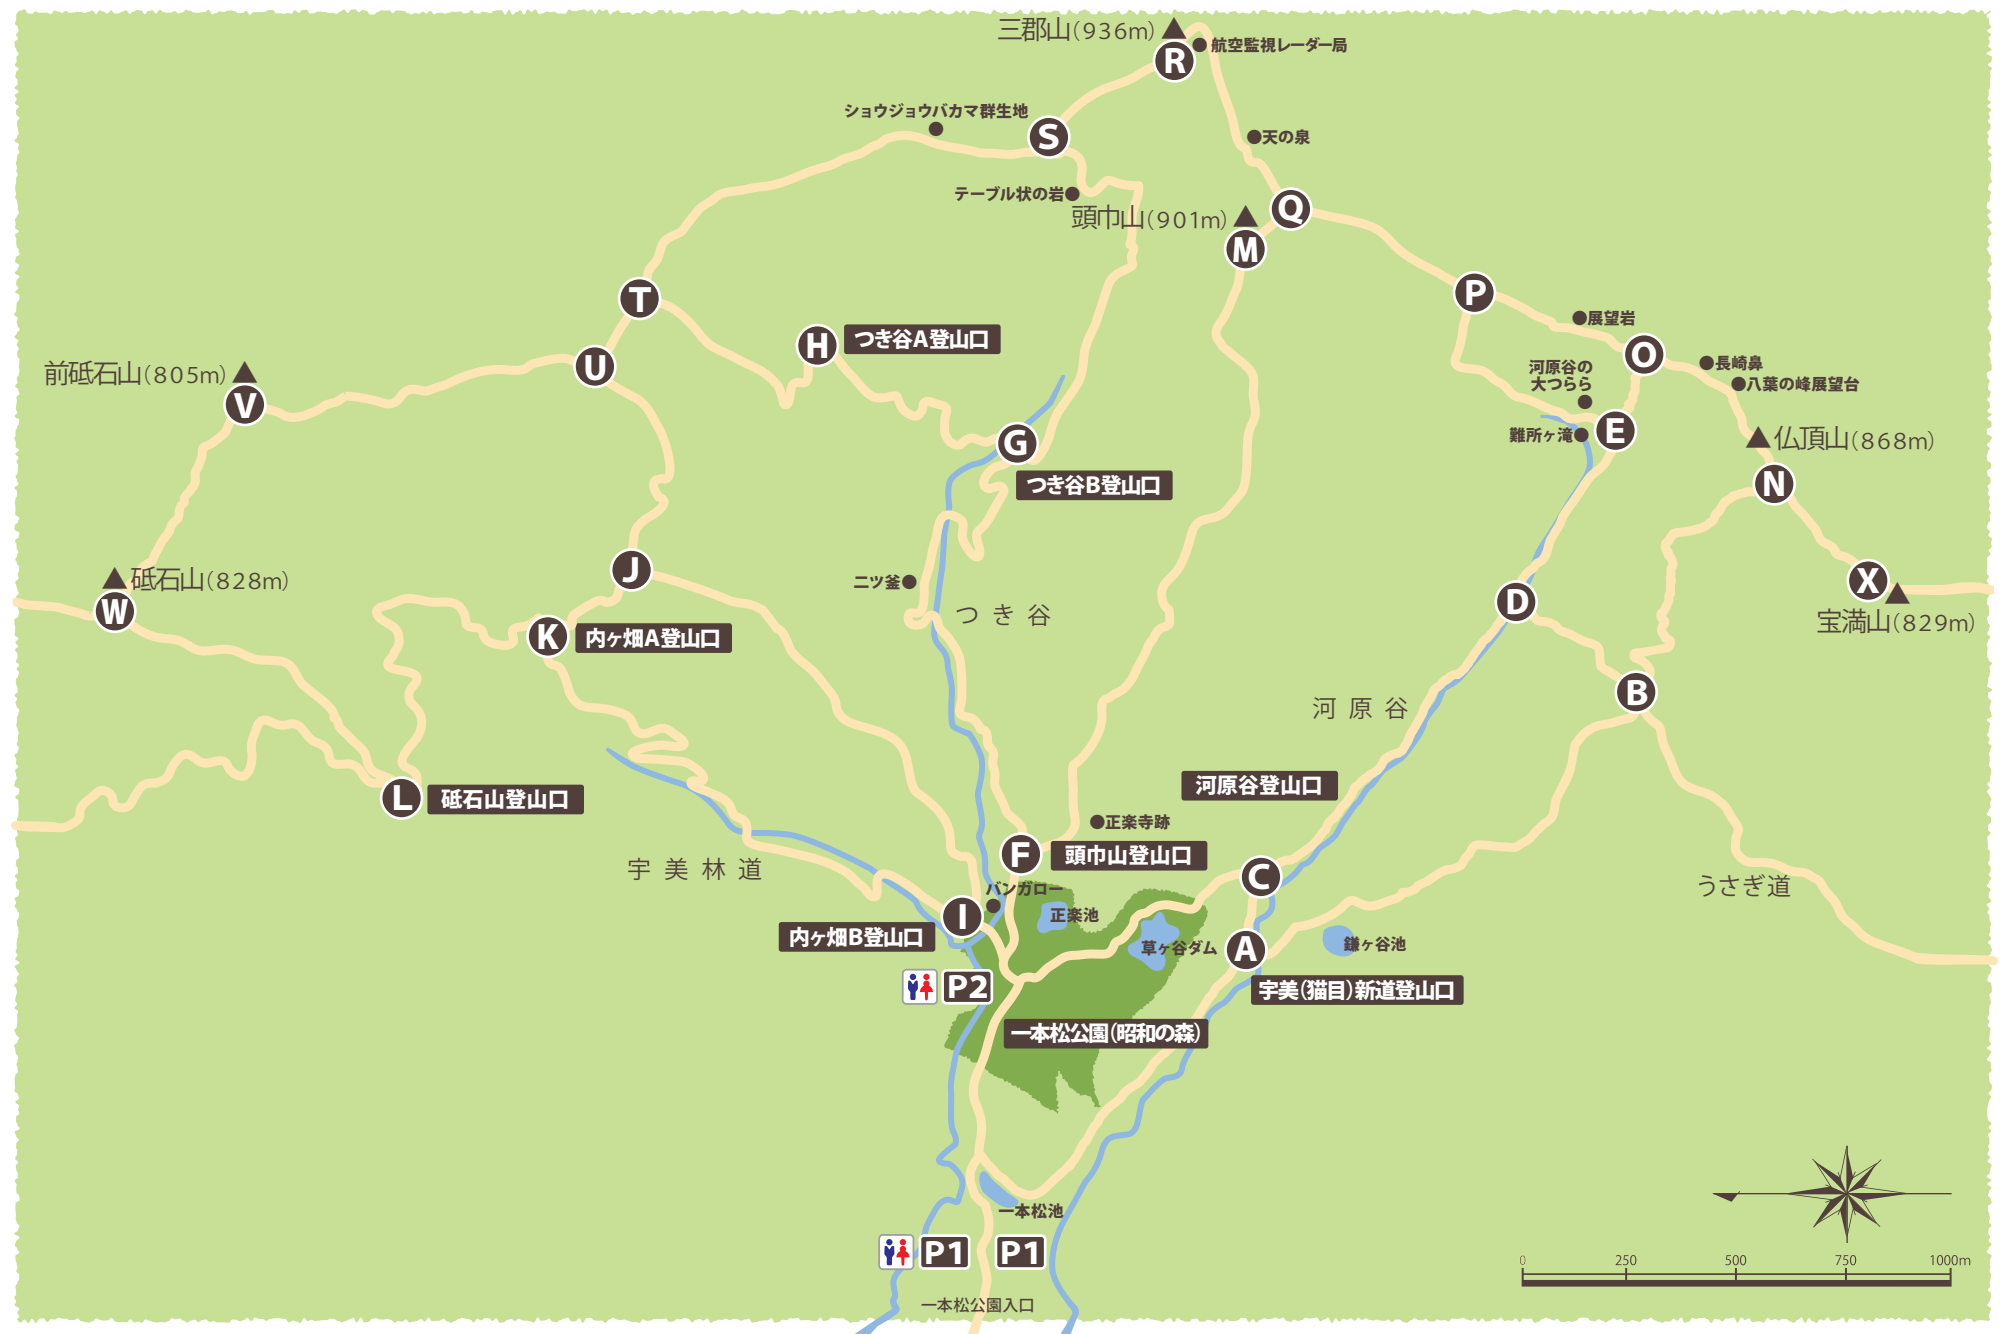 三郡山(936m)
R
航空監視レーダー局
ショウジョウバカマ群生地
S
天の泉
テーブル状の岩
頭巾山(901m)
Q
M
T
P
展望岩
H
つき谷A登山口
U
O
長崎鼻
河原谷の
大つらら
八葉の峰展望台
前砥石山(805m)
V
難所ヶ滝
E
仏頂山(868m)
G
つき谷B登山口
N
J
砥石山(828m)
W
二ツ釜
つき谷
X
宝満山(829m)
D
K
内ヶ畑A登山口
B
河原谷
L
砥石山登山口
河原谷登山口
正楽寺跡
F
頭巾山登山口
宇美林道
C
うさぎ道
バンガロー
I
正楽池
内ヶ畑B登山口
草ヶ谷ダム
A
鎌ヶ谷池
P2
宇美(猫目)新道登山口
一本松公園(昭和の森)
一本松池
P1
P1
一本松公園入口
0
250
500
750
1000m